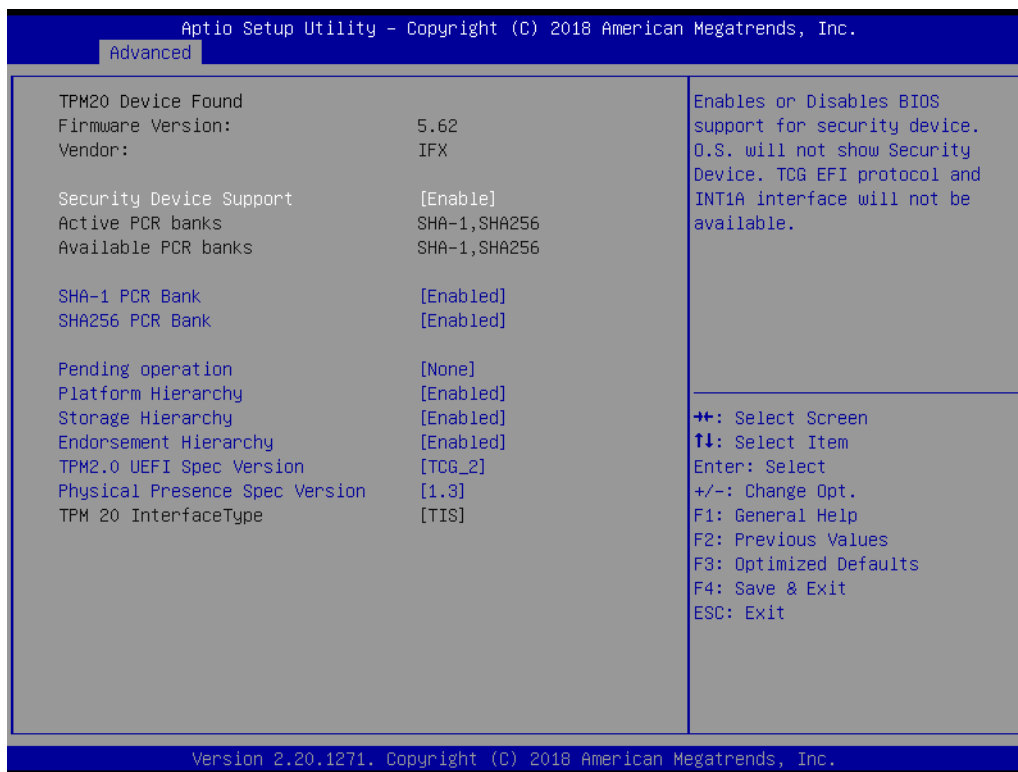 Aptio Setup Utility – Copyright (C) 2018 American Megatrends, Inc.
Advanced
TPM20 Device Found
Firmware Version: 5.62
Vendor: IFX
Security Device Support [Enable]
Active PCR banks SHA-1,SHA256
Available PCR banks SHA-1,SHA256
SHA-1 PCR Bank [Enabled]
SHA256 PCR Bank [Enabled]
Pending operation [None]
Platform Hierarchy [Enabled]
Storage Hierarchy [Enabled]
Endorsement Hierarchy [Enabled]
TPM2.0 UEFI Spec Version [TCG_2]
Physical Presence Spec Version [1.3]
TPM 20 InterfaceType [TIS]
Enables or Disables BIOS
support for security device.
O.S. will not show Security
Device. TCG EFI protocol and
INT1A interface will not be
available.
→←: Select Screen
↑↓: Select Item
Enter: Select
+/-: Change Opt.
F1: General Help
F2: Previous Values
F3: Optimized Defaults
F4: Save & Exit
ESC: Exit
Version 2.20.1271. Copyright (C) 2018 American Megatrends, Inc.